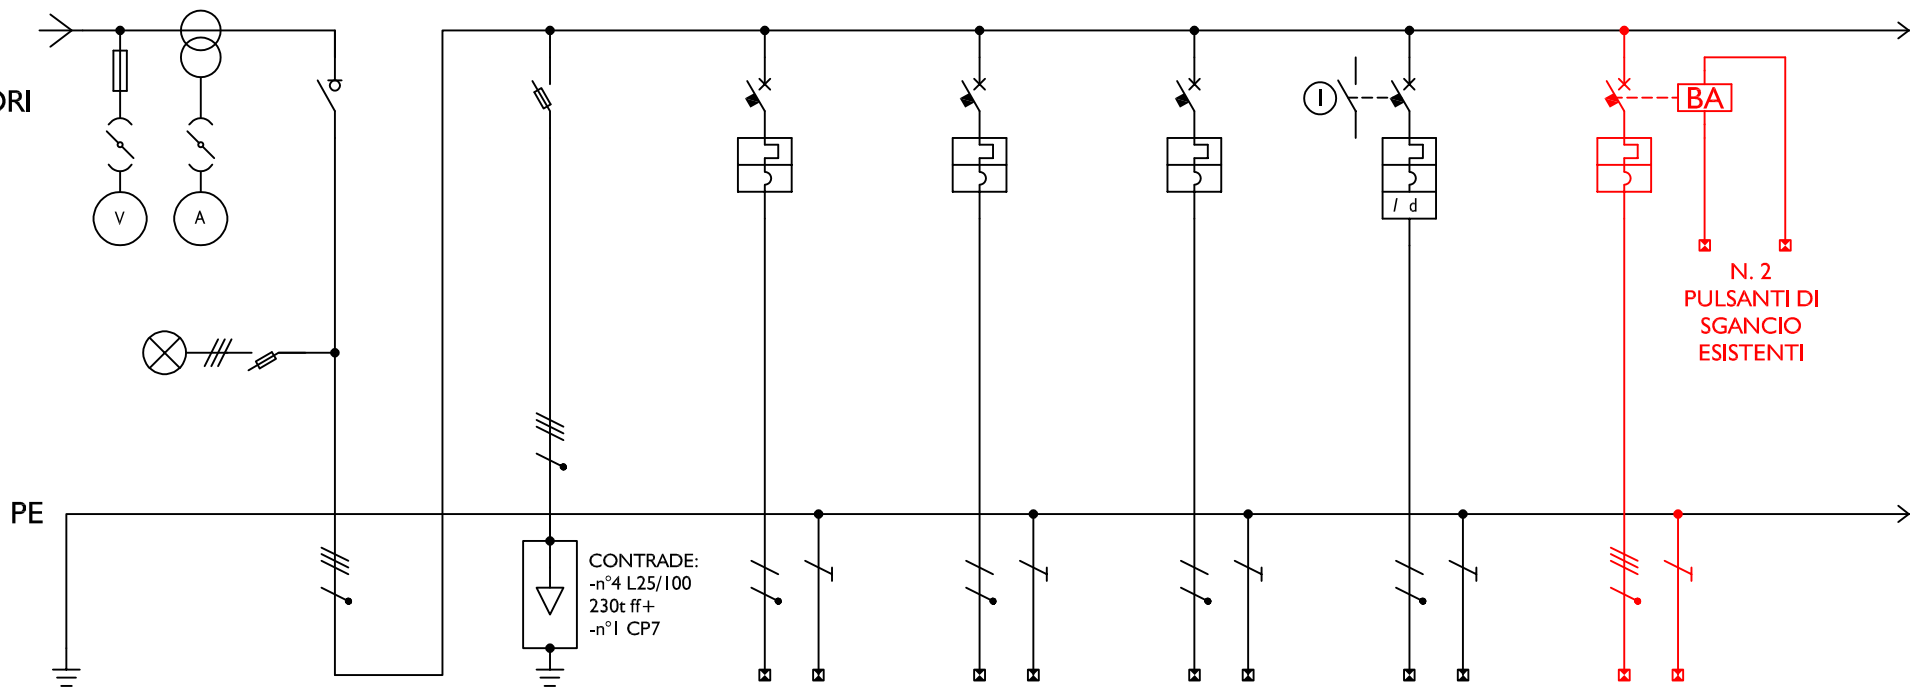 ORI
V
A
I
I d
BA
N. 2
PULSANTI DI
SGANCIO
ESISTENTI
PE
CONTRADE:
-n°4 L25/100
230t ff+
-n°1 CP7